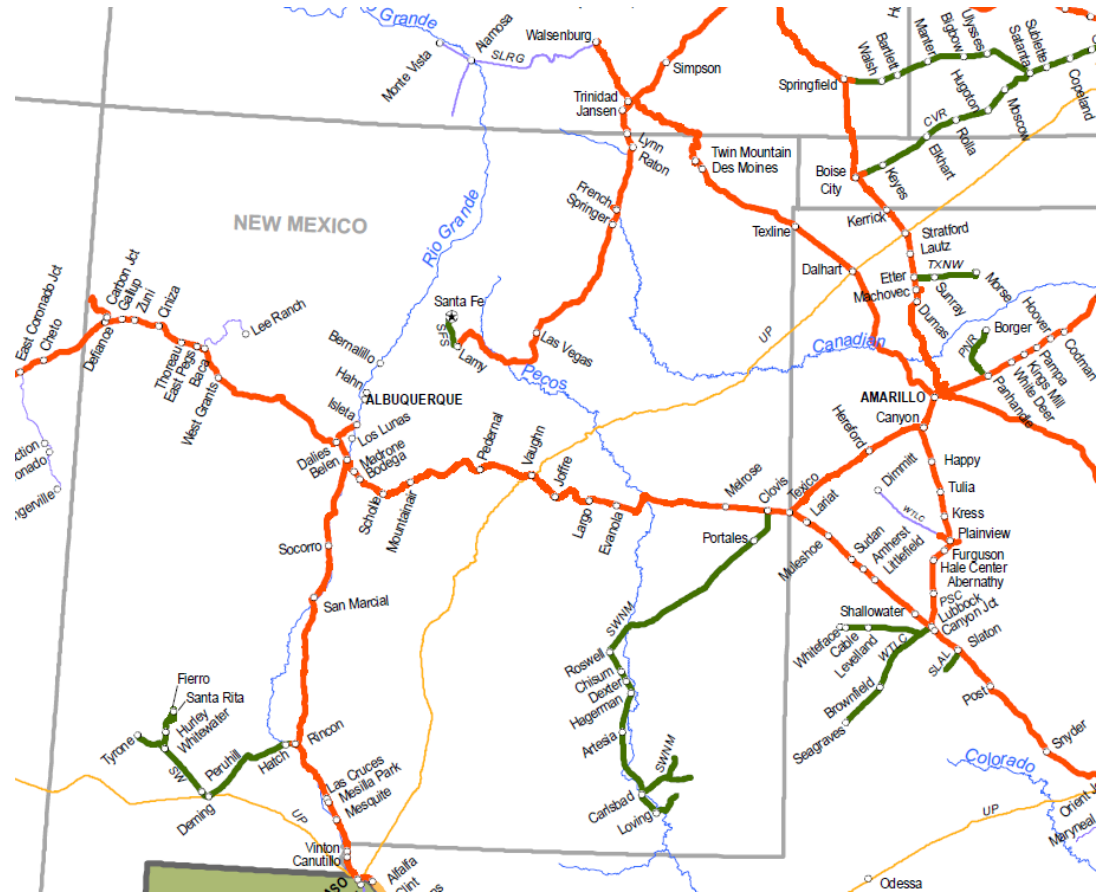 Rio Grande
Alamosa
Monte Vista
SLRG
Walsenburg
Simpson
Trinidad
Jansen
Lynn
Raton
Twin Mountain
Des Moines
French
Springer
Springfield
Walsh
Bartlett
Manter
Bigbow
Ulysses
Satanta
Sublette
Copeland
Hugoton
Moscow
CVR
Rolla
Elkhart
Keyes
Boise
City
Kerrick
Stratford
Lautz
Texline
Dalhart
Etter
TXNW
Machovec
Sunray
Morse
Dumas
NEW MEXICO
Rio Grande
Santa Fe
SFS
Lamy
Las Vegas
Pecos
UP
Canadian
Borger
PNR
Hoover
Codman
Pampa
Kings Mill
White Deer
Panhandle
AMARILLO
Canyon
East Coronado Jct
Cheto
Carbon Jct
Gallup
Zuni
Ciniza
Defiance
Thoreau
East Pegs
Baca
West Grants
Lee Ranch
Bernalillo
Hahn
ALBUQUERQUE
Isleta
Los Lunas
Dalies
Belen
Madrone
Bodega
Scholle
Mountainair
Pedernal
Vaughn
Joffre
Largo
Evanola
Melrose
Clovis
Texico
Hereford
Lariat
Dimmitt
WTLC
Happy
Tulia
Kress
Plainview
Furguson
Hale Center
Abernathy
PSC
Lubbock
Canyon Jct
Muleshoe
Sudan
Amherst
Littlefield
Portales
Shallowater
Whiteface
Cable
Levelland
WTLC
Slaton
SLAL
Post
Brownfield
Seagraves
Snyder
Colorado
UP
Orient J
Maryneal
Odessa
ction
onado
ngerville
Socorro
San Marcial
SWNM
Roswell
Chisum
Dexter
Hagerman
Artesia
SWNM
Carlsbad
Loving
Fierro
Santa Rita
Hurley
Whitewater
Tyrone
SW
Peruhill
Deming
Hatch
Rincon
UP
Las Cruces
Mesilla Park
Mesquite
Vinton
Canutillo
ASO
Alfalfa
Clint